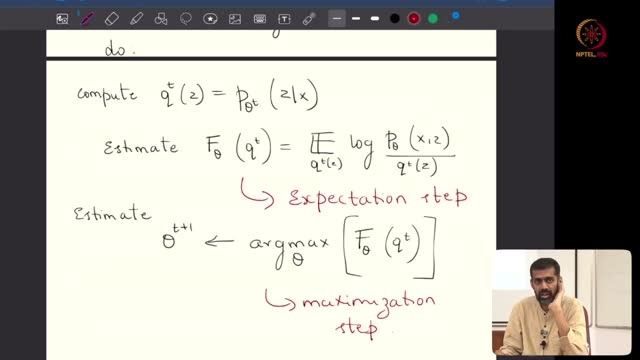 do.
compute q^t(z) = p_θ^t (z|x)
Estimate F_θ (q^t) = 𝔼_{q^t(z)} log p_θ(x,z) / q^t(z)
↳ Expectation step
Estimate
θ^{t+1} ← argmax_θ [ F_θ (q^t) ]
↳ maximization
step.
NPTEL